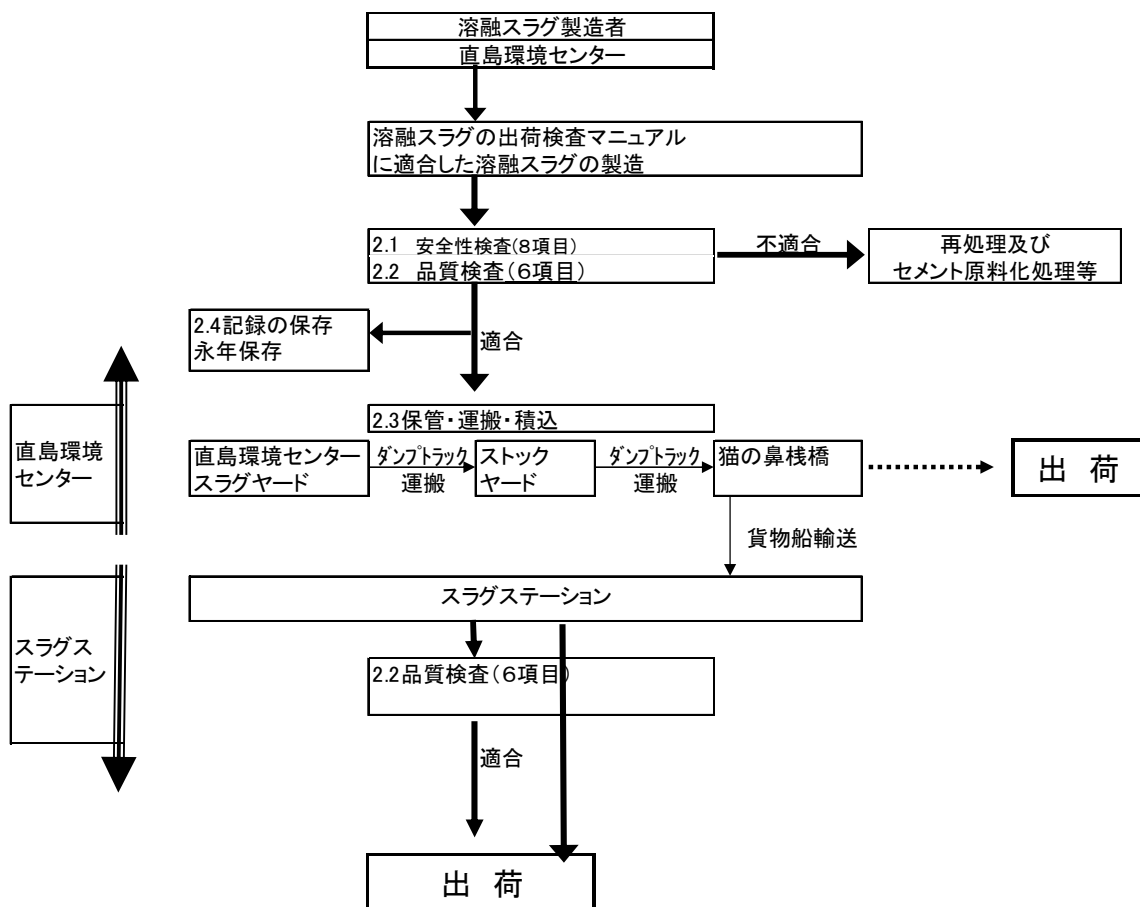 溶融スラグ製造者
直島環境センター
溶融スラグの出荷検査マニュアル
に適合した溶融スラグの製造
2.1 安全性検査(8項目)
2.2 品質検査(6項目)
不適合
再処理及び
セメント原料化処理等
2.4記録の保存
永年保存
適合
2.3保管・運搬・積込
直島環境
センター
直島環境センター
スラグヤード
ダンプトラック
運搬
ストック
ヤード
ダンプトラック
運搬
猫の鼻桟橋
出 荷
貨物船輸送
スラグステーション
スラグス
テーション
2.2品質検査(6項目)
適合
出 荷